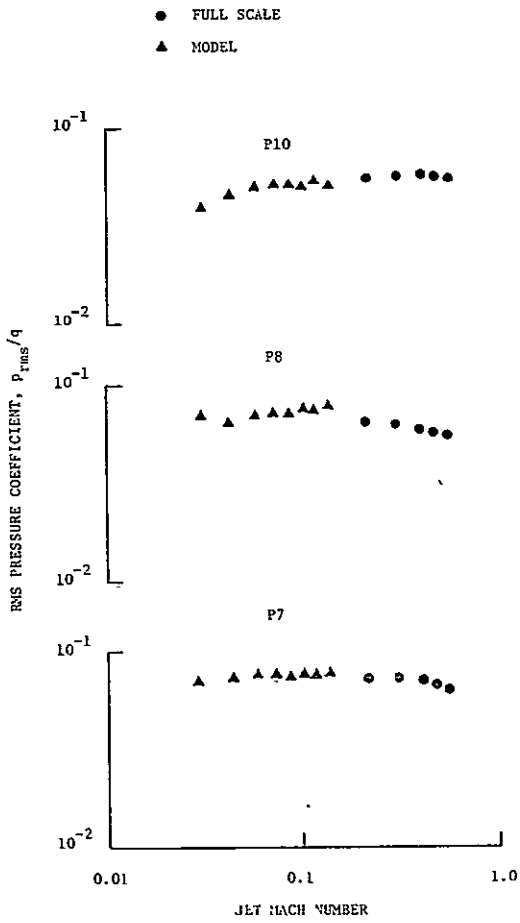 ● FULL SCALE
▲ MODEL
10^-1
P10
10^-2
P8
10^-1
10^-2
P7
10^-1
10^-2
0.01 0.1 1.0
JET MACH NUMBER
RMS PRESSURE COEFFICIENT, p_rms/q